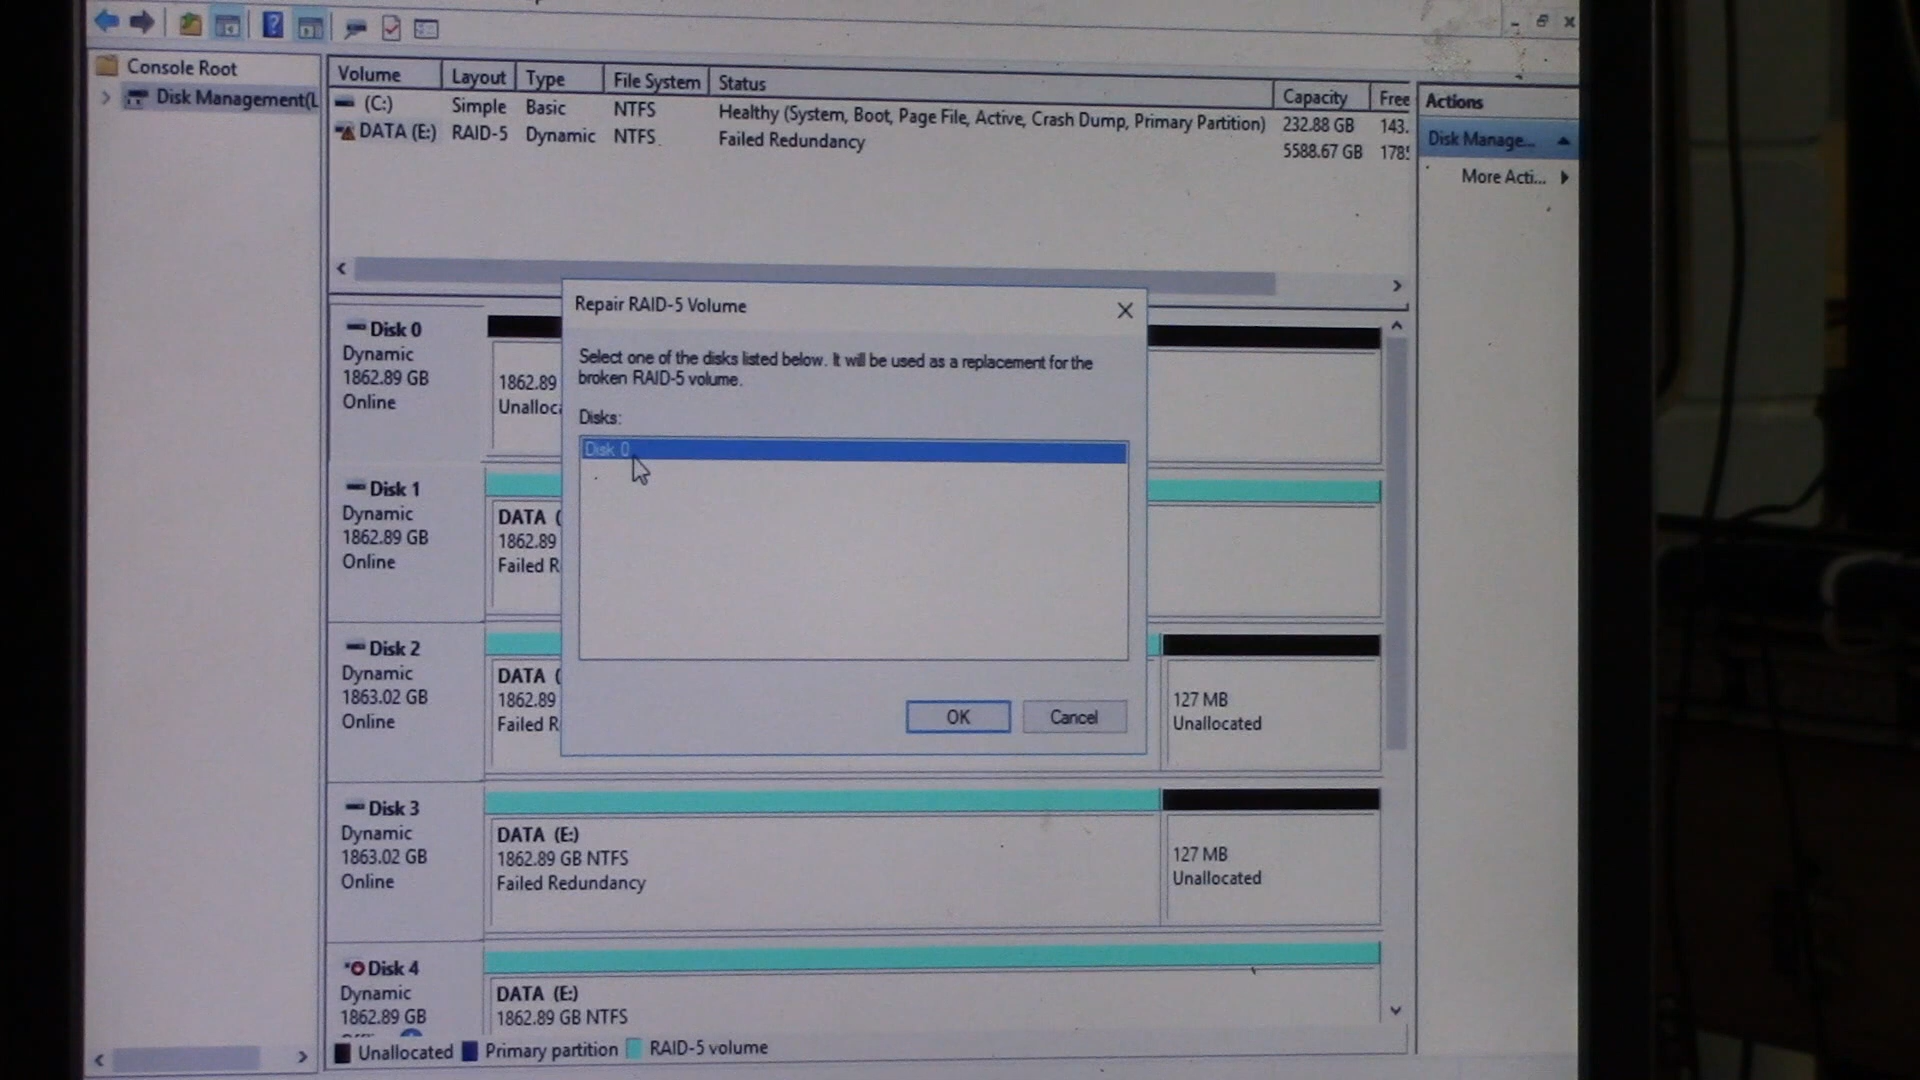 Console Root
Disk Management(L
Volume Layout Type File System Status Capacity Free
(C:) Simple Basic NTFS Healthy (System, Boot, Page File, Active, Crash Dump, Primary Partition) 232.88 GB 143.
DATA (E:) RAID-5 Dynamic NTFS Failed Redundancy 5588.67 GB 178
Actions
Disk Manage...
More Acti...
Repair RAID-5 Volume
Select one of the disks listed below. It will be used as a replacement for the
broken RAID-5 volume.
Disks:
Disk 0
OK
Cancel
Disk 0
Dynamic
1862.89 GB
Online
1862.89
Unalloc
Disk 1
Dynamic
1862.89 GB
Online
DATA (
1862.89
Failed R
Disk 2
Dynamic
1863.02 GB
Online
DATA (
1862.89
Failed R
127 MB
Unallocated
Disk 3
Dynamic
1863.02 GB
Online
DATA (E:)
1862.89 GB NTFS
Failed Redundancy
127 MB
Unallocated
Disk 4
Dynamic
1862.89 GB
DATA (E:)
1862.89 GB NTFS
Unallocated Primary partition RAID-5 volume